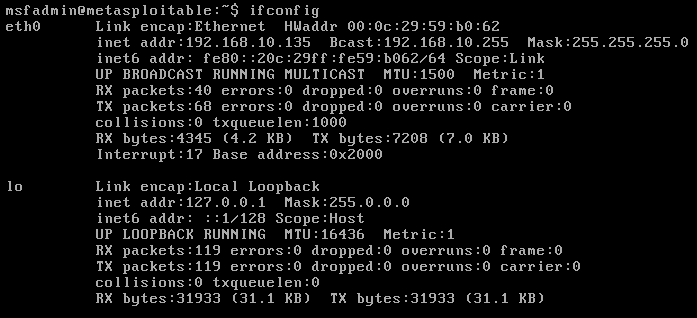 msfadmin@metasploitable:~$ ifconfig
eth0      Link encap:Ethernet  HWaddr 00:0c:29:59:b0:62
          inet addr:192.168.10.135  Bcast:192.168.10.255  Mask:255.255.255.0
          inet6 addr: fe80::20c:29ff:fe59:b062/64 Scope:Link
          UP BROADCAST RUNNING MULTICAST  MTU:1500  Metric:1
          RX packets:40 errors:0 dropped:0 overruns:0 frame:0
          TX packets:68 errors:0 dropped:0 overruns:0 carrier:0
          collisions:0 txqueuelen:1000
          RX bytes:4345 (4.2 KB)  TX bytes:7208 (7.0 KB)
          Interrupt:17 Base address:0x2000
lo        Link encap:Local Loopback
          inet addr:127.0.0.1  Mask:255.0.0.0
          inet6 addr: ::1/128 Scope:Host
          UP LOOPBACK RUNNING  MTU:16436  Metric:1
          RX packets:119 errors:0 dropped:0 overruns:0 frame:0
          TX packets:119 errors:0 dropped:0 overruns:0 carrier:0
          collisions:0 txqueuelen:0
          RX bytes:31933 (31.1 KB)  TX bytes:31933 (31.1 KB)